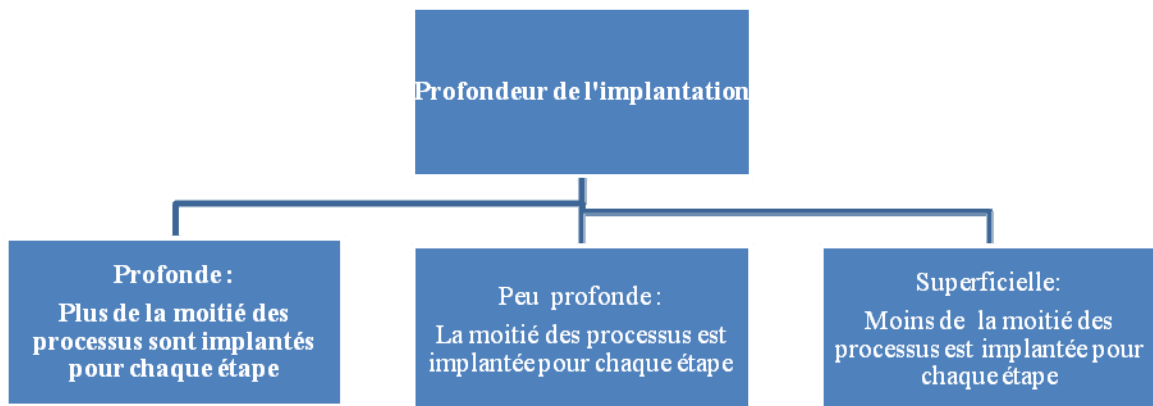 Profondeur de l'implantation
Profonde :
Plus de la moitié des
processus sont implantés
pour chaque étape
Peu profonde :
La moitié des processus est
implantée pour chaque étape
Superficielle:
Moins de la moitié des
processus est implantée pour
chaque étape